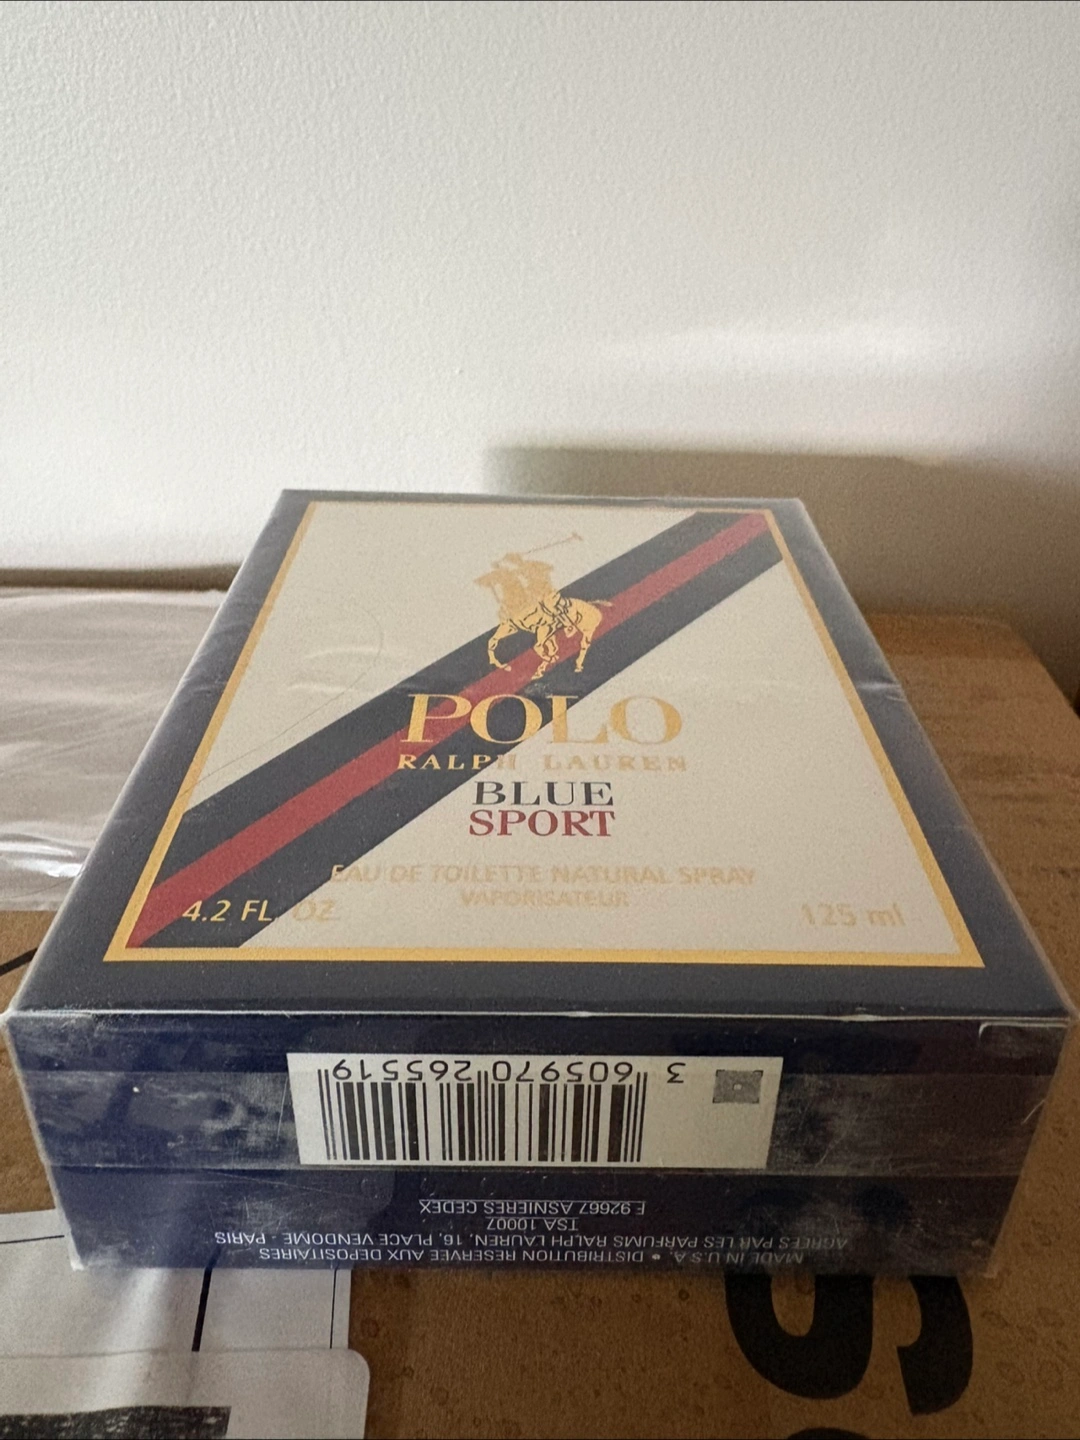 POLO
RALPH LAUREN
BLUE
SPORT
EAU DE TOILETTE NATURAL SPRAY
VAPORISATEUR
4.2 FL. OZ.
125 ml
3 605970 265519
MADE IN U.S.A. • DISTRIBUTION RESERVEE AUX DEPOSITAIRES
AGREES PAR LES PARFUMS RALPH LAUREN, 16, PLACE VENDOME - PARIS
TSA 10007
F 92667 ASNIERES CEDEX